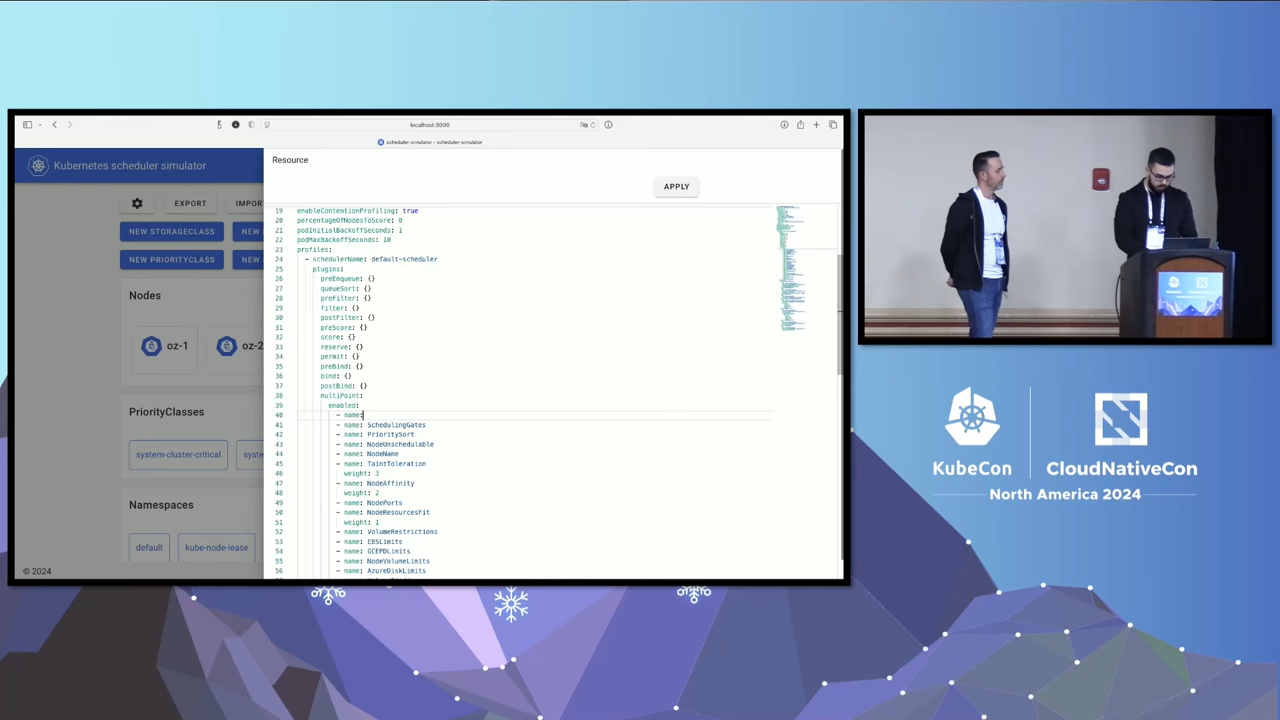 localhost:3000
scheduler-simulator - scheduler-simulator
Kubernetes scheduler simulator
EXPORT
IMPOR
NEW STORAGECLASS
NEW
NEW PRIORITYCLASS
NEW
Nodes
oz-1
oz-2
PriorityClasses
system-cluster-critical
syste
Namespaces
default
kube-node-lease
© 2024
Resource
APPLY
19 enableContentionProfiling: true
20 percentageOfNodesToScore: 0
21 podInitialBackoffSeconds: 1
22 podMaxBackoffSeconds: 10
23 profiles:
24 - schedulerName: default-scheduler
25 plugins:
26 preEnqueue: {}
27 queueSort: {}
28 preFilter: {}
29 filter: {}
30 postFilter: {}
31 preScore: {}
32 score: {}
33 reserve: {}
34 permit: {}
35 preBind: {}
36 bind: {}
37 postBind: {}
38 multiPoint:
39 enabled:
40 - name:
41 - name: SchedulingGates
42 - name: PrioritySort
43 - name: NodeUnschedulable
44 - name: NodeName
45 - name: TaintToleration
46 weight: 3
47 - name: NodeAffinity
48 weight: 2
49 - name: NodePorts
50 - name: NodeResourcesFit
51 weight: 1
52 - name: VolumeRestrictions
53 - name: EBSLimits
54 - name: GCEPDLimits
55 - name: NodeVolumeLimits
56 - name: AzureDiskLimits
KubeCon
CloudNativeCon
North America 2024